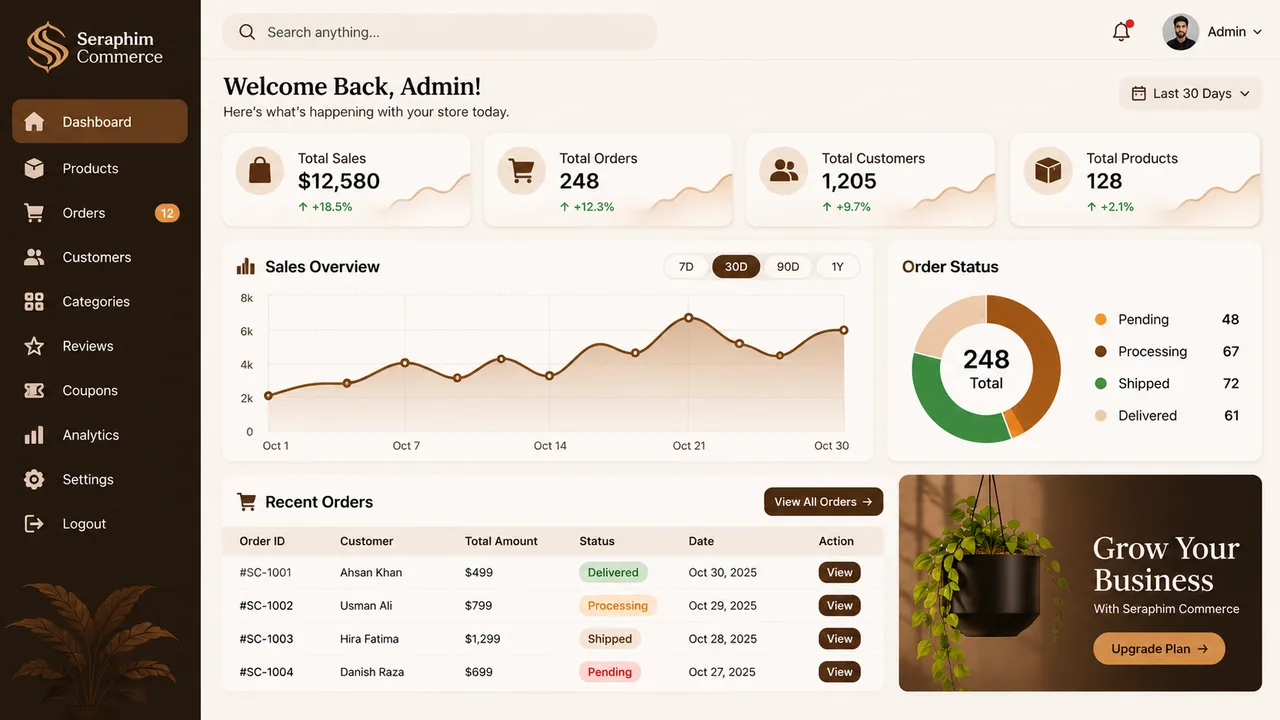 Seraphim
Commerce
Dashboard
Products
Orders 12
Customers
Categories
Reviews
Coupons
Analytics
Settings
Logout
Search anything...
Admin
Welcome Back, Admin!
Here's what's happening with your store today.
Last 30 Days
Total Sales
$12,580
↑ +18.5%
Total Orders
248
↑ +12.3%
Total Customers
1,205
↑ +9.7%
Total Products
128
↑ +2.1%
Sales Overview
7D 30D 90D 1Y
8k
6k
4k
2k
0
Oct 1 Oct 7 Oct 14 Oct 21 Oct 30
Order Status
248
Total
Pending 48
Processing 67
Shipped 72
Delivered 61
Recent Orders
View All Orders →
Order ID Customer Total Amount Status Date Action
#SC-1001 Ahsan Khan $499 Delivered Oct 30, 2025 View
#SC-1002 Usman Ali $799 Processing Oct 29, 2025 View
#SC-1003 Hira Fatima $1,299 Shipped Oct 28, 2025 View
#SC-1004 Danish Raza $699 Pending Oct 27, 2025 View
Grow Your
Business
With Seraphim Commerce
Upgrade Plan →